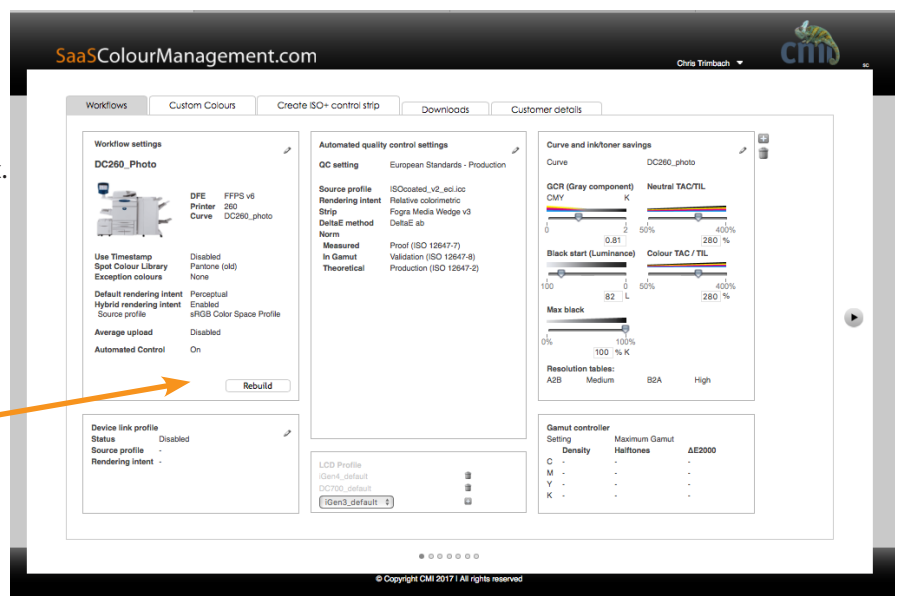 SaaSColourManagement.com
Chris Trimbach
CMI
sc
Workflows Custom Colours Create ISO+ control strip Downloads Customer details
.
Workflow settings
DC260_Photo
DFE FFPS v6
Printer 260
Curve DC260_photo
Use Timestamp Disabled
Spot Colour Library Pantone (old)
Exception colours None
Default rendering intent Perceptual
Hybrid rendering intent Enabled
Source profile sRGB Color Space Profile
Average upload Disabled
Automated Control On
Rebuild
Device link profile
Status Disabled
Source profile -
Rendering intent -
Automated quality control settings
QC setting European Standards - Production
Source profile ISOcoated_v2_eci.icc
Rendering intent Relative colorimetric
Strip Fogra Media Wedge v3
DeltaE method DeltaE ab
Norm
Measured Proof (ISO 12647-7)
In Gamut Validation (ISO 12647-8)
Theoretical Production (ISO 12647-2)
LCD Profile
iGen4_default
DC700_default
iGen3_default
Curve and ink/toner savings
Curve DC260_photo
GCR (Gray component) Neutral TAC/TIL
CMY K
0 2 50% 400%
0.81 280 %
Black start (Luminance) Colour TAC / TIL
100 0 50% 400%
82 L 280 %
Max black
0% 100%
100 % K
Resolution tables:
A2B Medium B2A High
Gamut controller
Setting Maximum Gamut
Density Halftones ΔE2000
C - - -
M - - -
Y - - -
K - - -
© Copyright CMI 2017 I All rights reserved